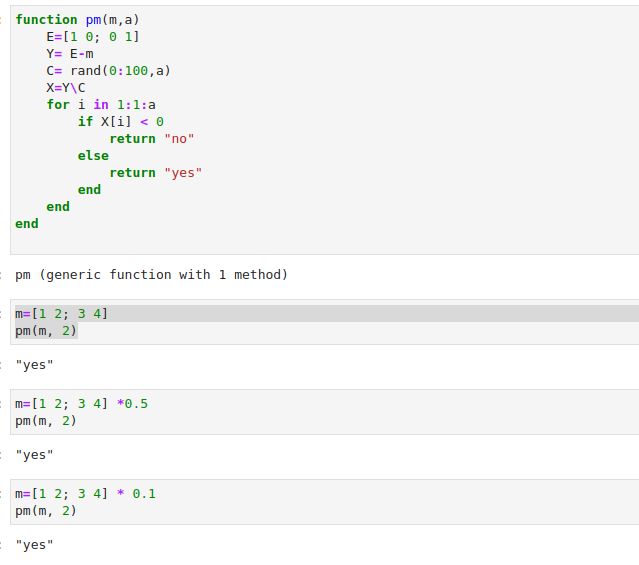 function pm(m,a)
    E=[1 0; 0 1]
    Y= E-m
    C= rand(0:100,a)
    X=Y\C
    for i in 1:1:a
        if X[i] < 0
            return "no"
        else
            return "yes"
        end
    end
end
pm (generic function with 1 method)
m=[1 2; 3 4]
pm(m, 2)
"yes"
m=[1 2; 3 4] *0.5
pm(m, 2)
"yes"
m=[1 2; 3 4] * 0.1
pm(m, 2)
"yes"